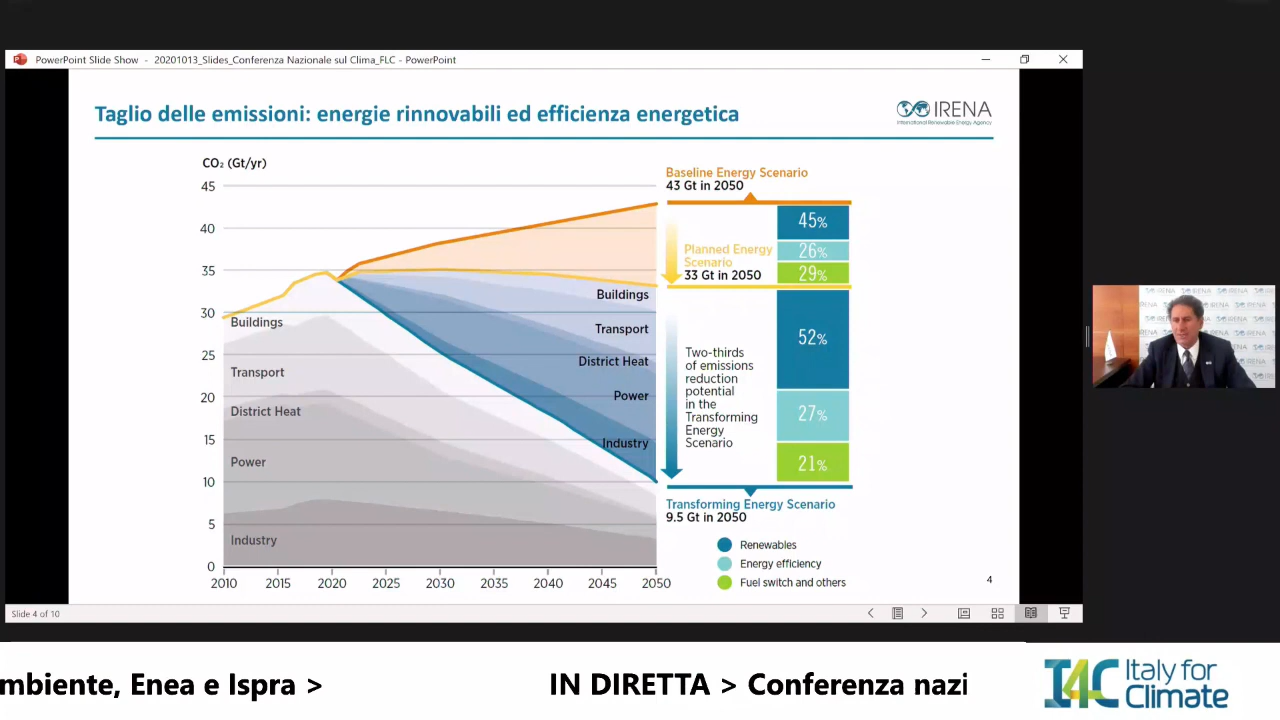 PowerPoint Slide Show - 20201013_Slides_Conferenza Nazionale sul Clima_FLC - PowerPoint
Taglio delle emissioni: energie rinnovabili ed efficienza energetica
IRENA
International Renewable Energy Agency
CO₂ (Gt/yr)
45
40
35
30
25
20
15
10
5
0
2010
2015
2020
2025
2030
2035
2040
2045
2050
Buildings
Transport
District Heat
Power
Industry
Buildings
Transport
District Heat
Power
Industry
Baseline Energy Scenario
43 Gt in 2050
Planned Energy
Scenario
33 Gt in 2050
45%
26%
29%
Two-thirds
of emissions
reduction
potential
in the
Transforming
Energy
Scenario
52%
27%
21%
Transforming Energy Scenario
9.5 Gt in 2050
Renewables
Energy efficiency
Fuel switch and others
4
Slide 4 of 10
IRENA
mbiente, Enea e Ispra >
IN DIRETTA > Conferenza nazi
I4C Italy for
Climate